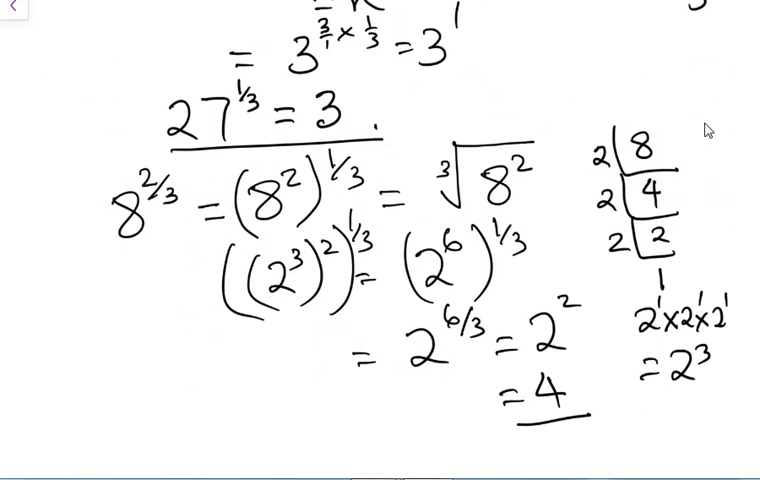 = 3^{3/1 × 1/3} = 3^1
27^{1/3} = 3.
8^{2/3} = (8^2)^{1/3} = ∛8^2
((2^3)^2)^{1/3} = (2^6)^{1/3}
= 2^{6/3} = 2^2
= 4
2 | 8
2 | 4
2 | 2
1
2^1 × 2^1 × 2^1
= 2^3